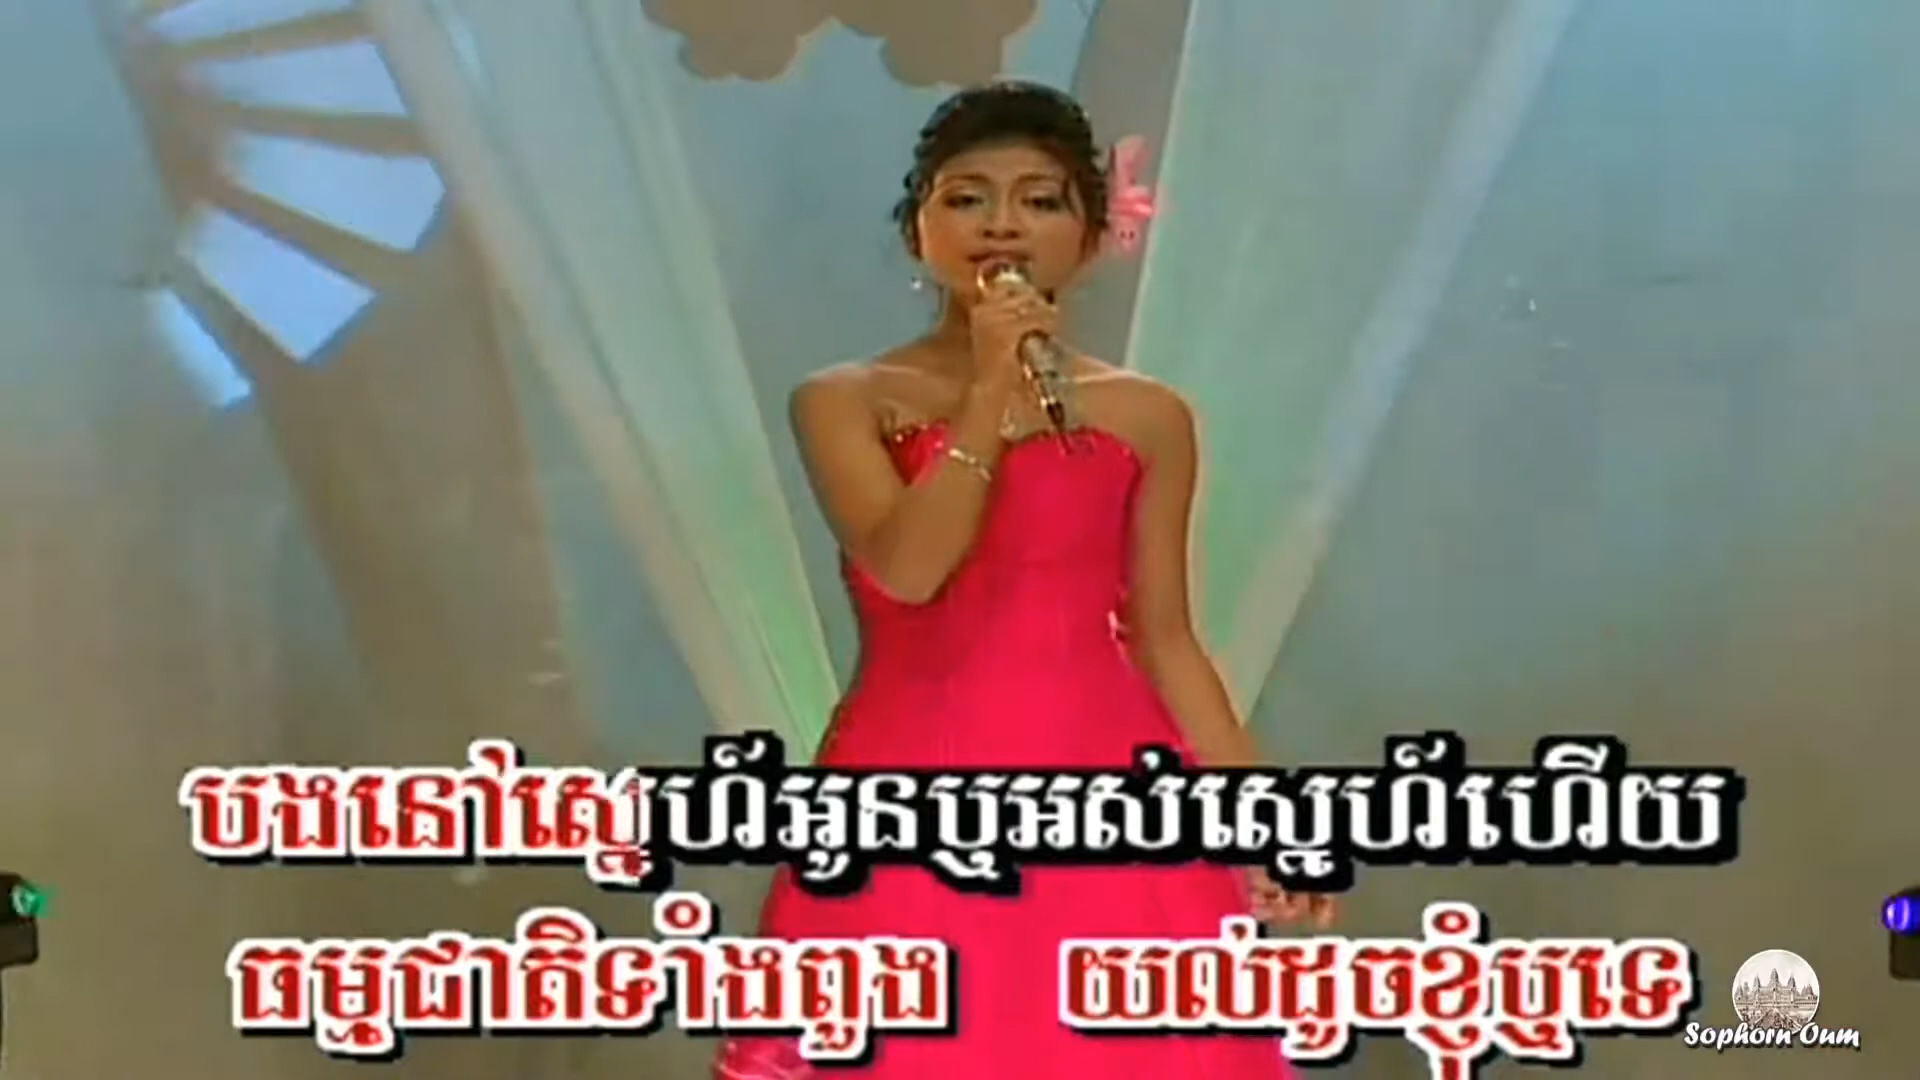 បងនៅស្នេហ៍អូនឬអស់ស្នេហ៍ហើយ
ធម្មជាតិទាំងពួង យល់ដូចខ្ញុំឬទេ
Sophorn Oum